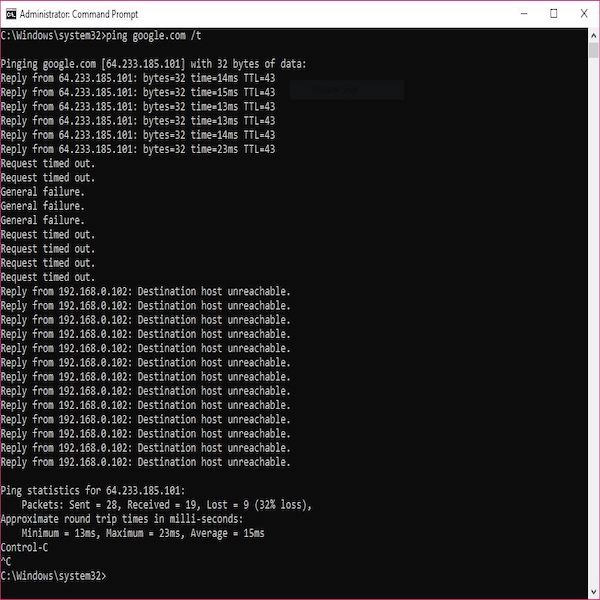 Administrator: Command Prompt
C:\Windows\system32>ping google.com /t
Pinging google.com [64.233.185.101] with 32 bytes of data:
Reply from 64.233.185.101: bytes=32 time=14ms TTL=43
Reply from 64.233.185.101: bytes=32 time=15ms TTL=43
Reply from 64.233.185.101: bytes=32 time=13ms TTL=43
Reply from 64.233.185.101: bytes=32 time=13ms TTL=43
Reply from 64.233.185.101: bytes=32 time=14ms TTL=43
Reply from 64.233.185.101: bytes=32 time=23ms TTL=43
Request timed out.
Request timed out.
General failure.
General failure.
General failure.
Request timed out.
Request timed out.
Request timed out.
Request timed out.
Reply from 192.168.0.102: Destination host unreachable.
Reply from 192.168.0.102: Destination host unreachable.
Reply from 192.168.0.102: Destination host unreachable.
Reply from 192.168.0.102: Destination host unreachable.
Reply from 192.168.0.102: Destination host unreachable.
Reply from 192.168.0.102: Destination host unreachable.
Reply from 192.168.0.102: Destination host unreachable.
Reply from 192.168.0.102: Destination host unreachable.
Reply from 192.168.0.102: Destination host unreachable.
Reply from 192.168.0.102: Destination host unreachable.
Reply from 192.168.0.102: Destination host unreachable.
Reply from 192.168.0.102: Destination host unreachable.
Reply from 192.168.0.102: Destination host unreachable.
Ping statistics for 64.233.185.101:
Packets: Sent = 28, Received = 19, Lost = 9 (32% loss),
Approximate round trip times in milli-seconds:
Minimum = 13ms, Maximum = 23ms, Average = 15ms
Control-C
^C
C:\Windows\system32>